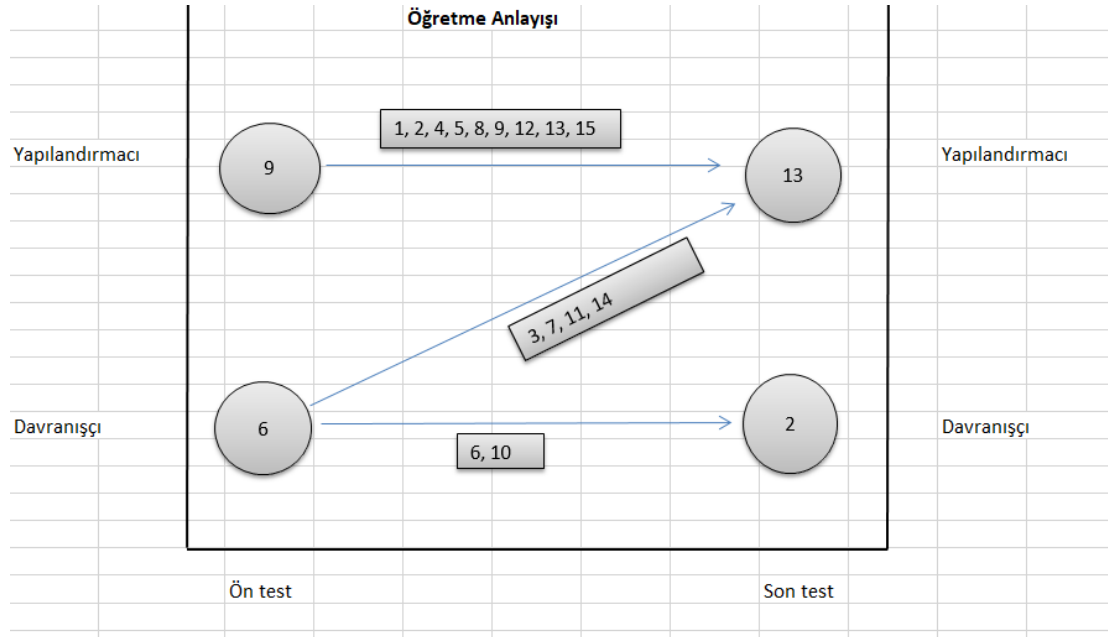 Öğretme Anlayışı
1, 2, 4, 5, 8, 9, 12, 13, 15
Yapılandırmacı
9
13
Yapılandırmacı
3, 7, 11, 14
Davranışçı
6
2
Davranışçı
6, 10
Ön test
Son test